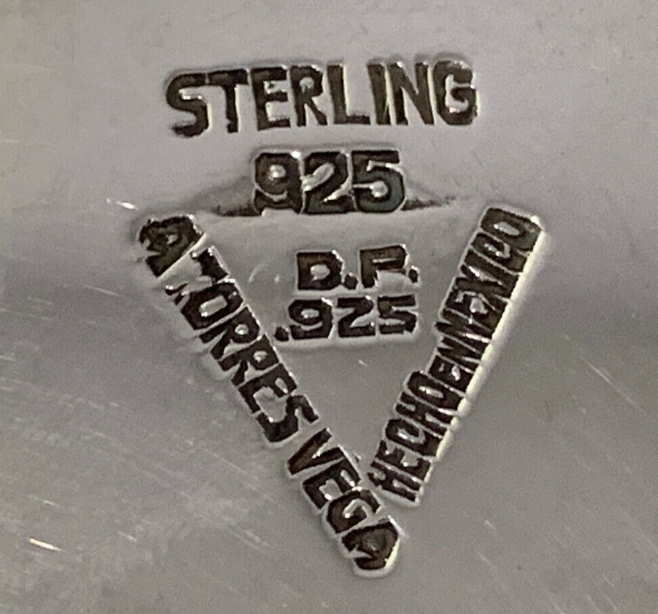 STERLING
925
A TORRES VEGA
D.F.
.925
HECHO EN MEXICO